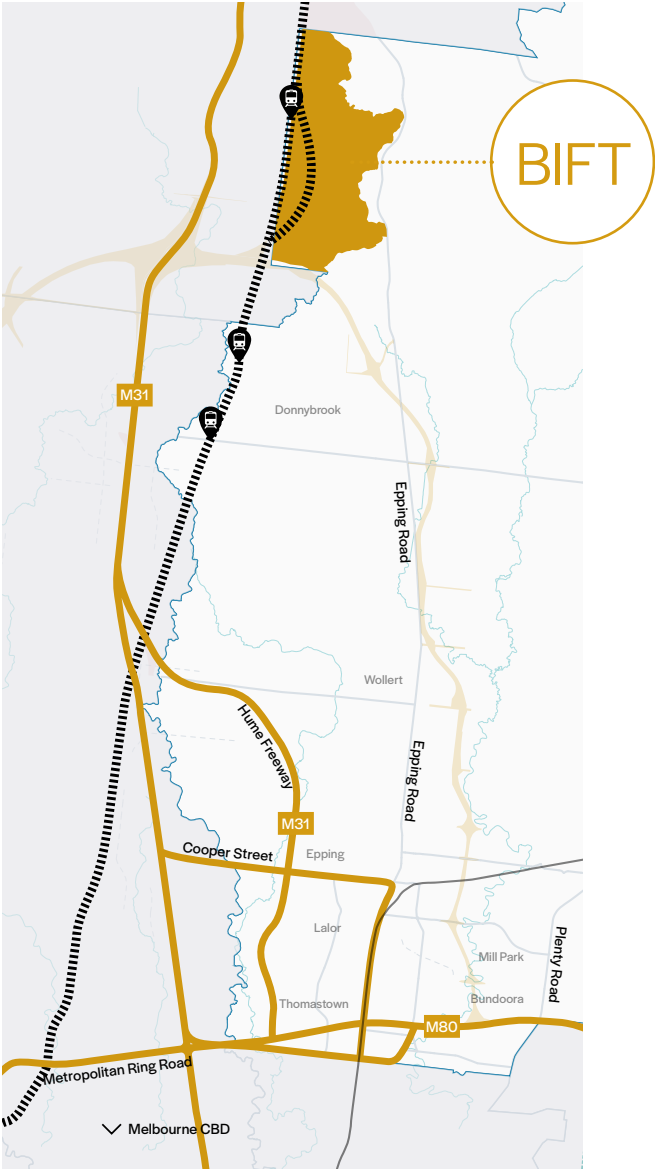 BIFT
M31
Donnybrook
Epping Road
Wollert
Hume Freeway
Epping Road
M31
Cooper Street
Epping
Lalor
Plenty Road
Mill Park
Bundoora
Thomastown
M80
Metropolitan Ring Road
Melbourne CBD